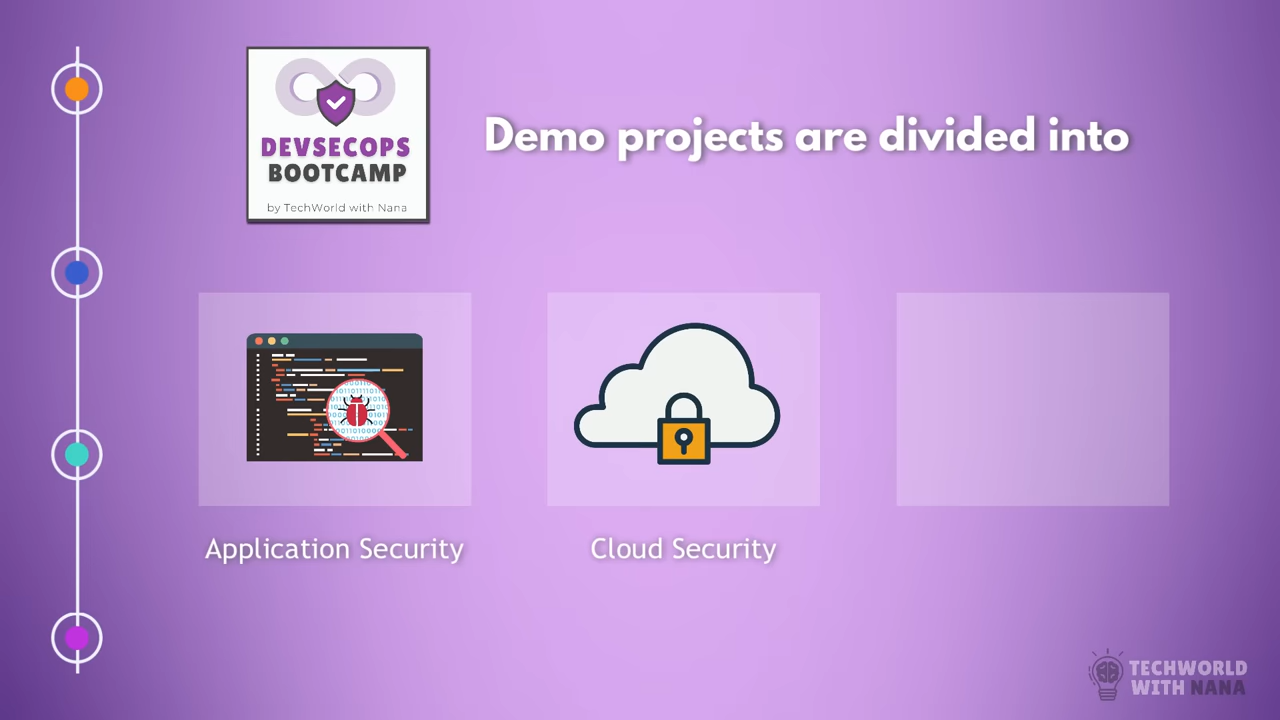 DEVSECOPS
BOOTCAMP
by TechWorld with Nana
Demo projects are divided into
Application Security
Cloud Security
TECHWORLD
WITH NANA